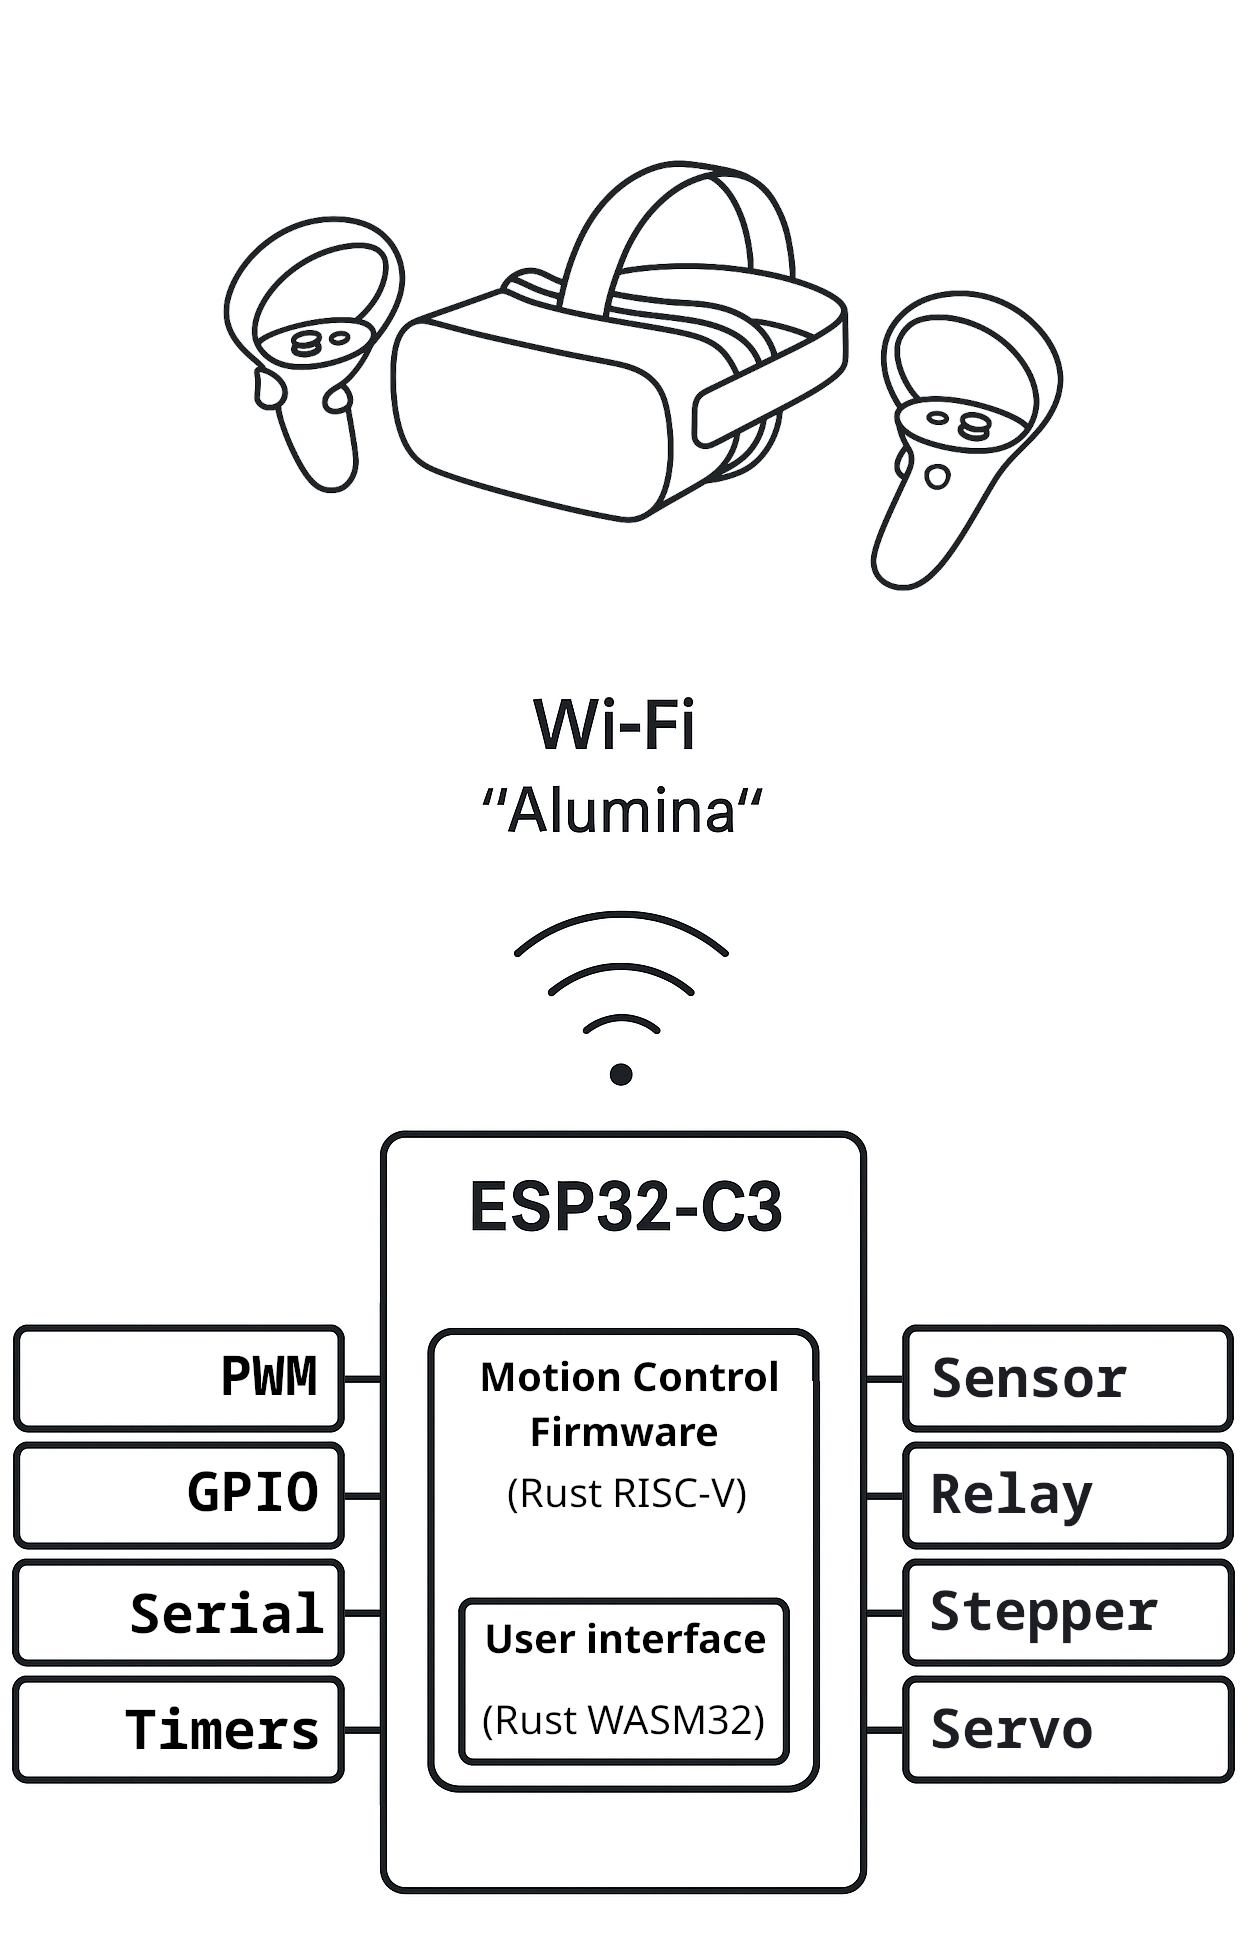 Wi-Fi
“Alumina“
ESP32-C3
PWM
GPIO
Serial
Timers
Motion Control
Firmware
(Rust RISC-V)
User interface
(Rust WASM32)
Sensor
Relay
Stepper
Servo